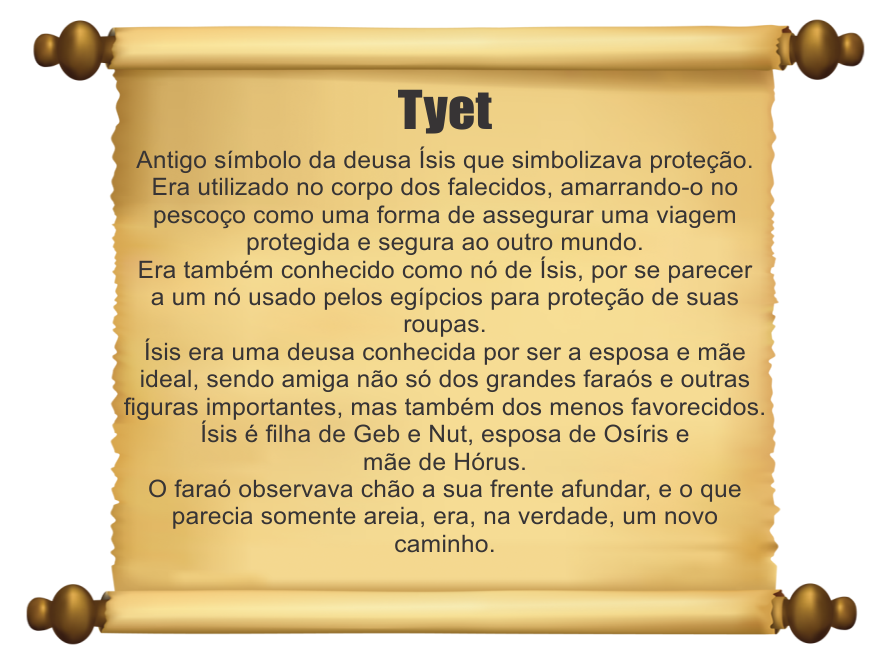 Tyet
Antigo símbolo da deusa Ísis que simbolizava proteção.
Era utilizado no corpo dos falecidos, amarrando-o no
pescoço como uma forma de assegurar uma viagem
protegida e segura ao outro mundo.
Era também conhecido como nó de Ísis, por se parecer
a um nó usado pelos egípcios para proteção de suas
roupas.
Ísis era uma deusa conhecida por ser a esposa e mãe
ideal, sendo amiga não só dos grandes faraós e outras
figuras importantes, mas também dos menos favorecidos.
Ísis é filha de Geb e Nut, esposa de Osíris e
mãe de Hórus.
O faraó observava chão a sua frente afundar, e o que
parecia somente areia, era, na verdade, um novo
caminho.